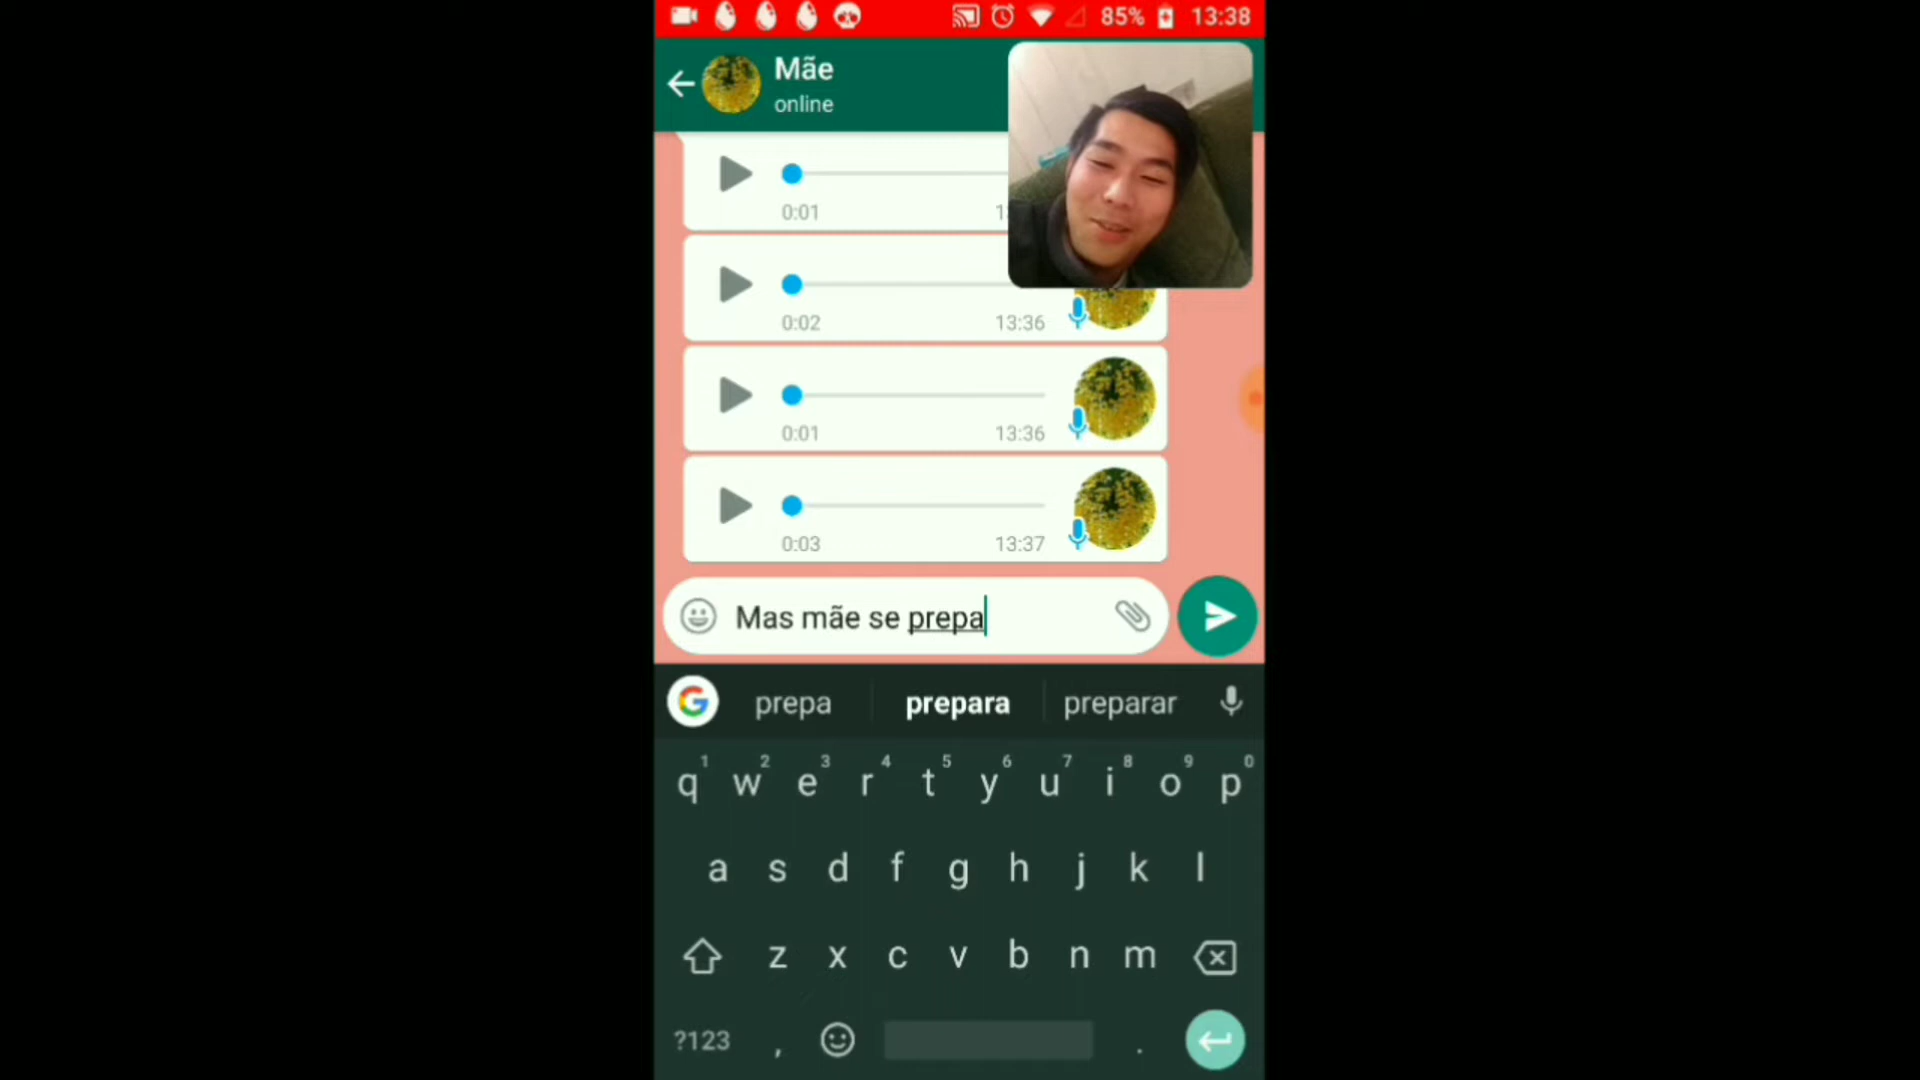 85% 13:38
Mãe
online
0:01
0:02 13:36
0:01 13:36
0:03 13:37
Mas mãe se prepa
G prepa prepara preparar
1 2 3 4 5 6 7 8 9 0
q w e r t y u i o p
a s d f g h j k l
z x c v b n m
?123 , .